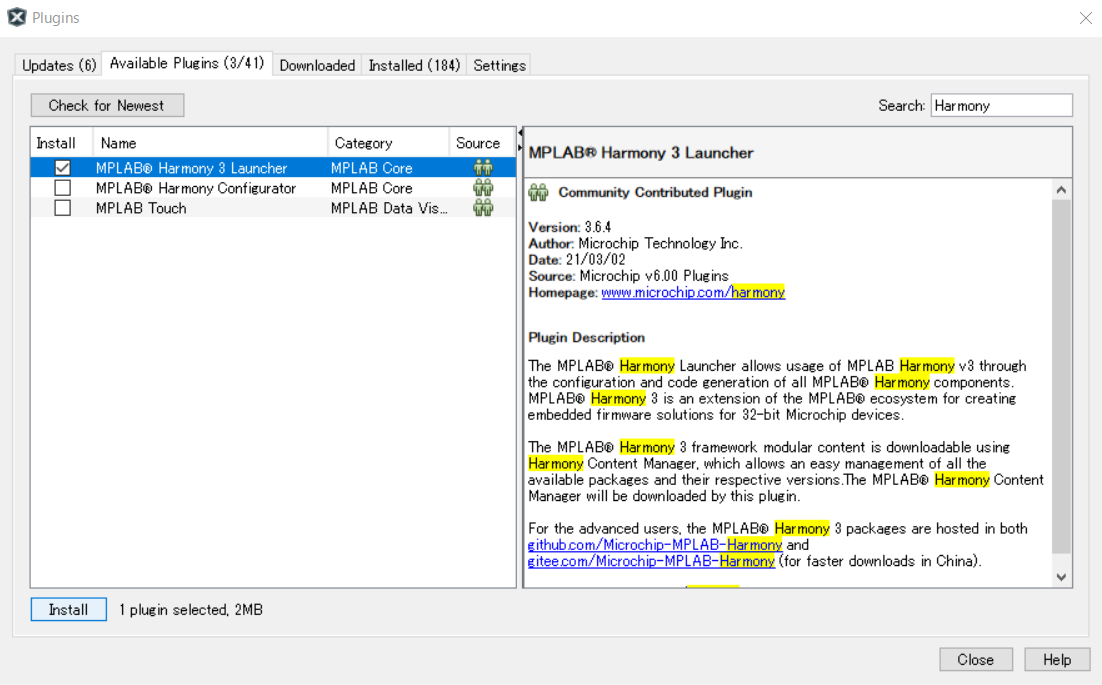 Plugins
Updates (6) Available Plugins (3/41) Downloaded Installed (184) Settings
Check for Newest Search: Harmony
Install Name Category Source
MPLAB® Harmony 3 Launcher MPLAB Core
MPLAB® Harmony Configurator MPLAB Core
MPLAB Touch MPLAB Data Vis...
MPLAB® Harmony 3 Launcher
Community Contributed Plugin
Version: 3.6.4
Author: Microchip Technology Inc.
Date: 21/03/02
Source: Microchip v6.00 Plugins
Homepage: www.microchip.com/harmony
Plugin Description
The MPLAB® Harmony Launcher allows usage of MPLAB Harmony v3 through
the configuration and code generation of all MPLAB® Harmony components.
MPLAB® Harmony 3 is an extension of the MPLAB® ecosystem for creating
embedded firmware solutions for 32-bit Microchip devices.
The MPLAB® Harmony 3 framework modular content is downloadable using
Harmony Content Manager, which allows an easy management of all the
available packages and their respective versions.The MPLAB® Harmony Content
Manager will be downloaded by this plugin.
For the advanced users, the MPLAB® Harmony 3 packages are hosted in both
github.com/Microchip-MPLAB-Harmony and
gitee.com/Microchip-MPLAB-Harmony (for faster downloads in China).
Install 1 plugin selected, 2MB
Close Help